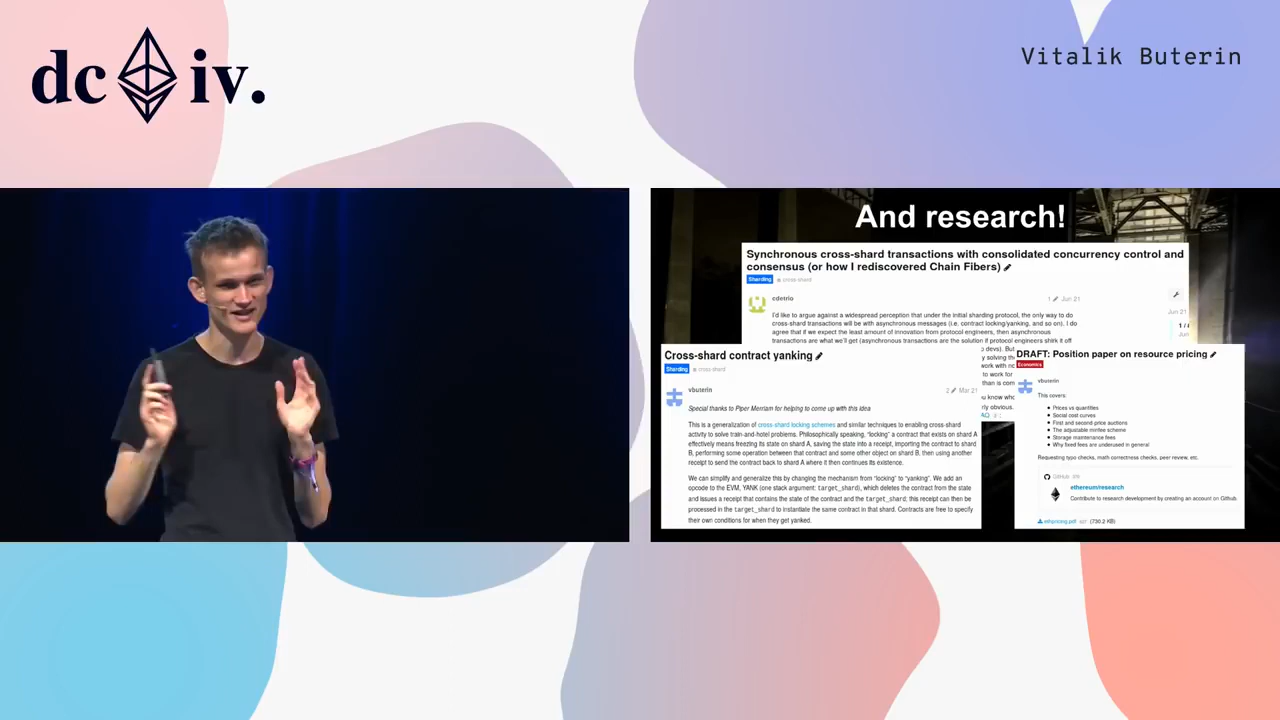 dc iv.
Vitalik Buterin
And research!
Synchronous cross-shard transactions with consolidated concurrency control and
consensus (or how I rediscovered Chain Fibers)
Sharding cross-shard
cdetrio
1 Jun 21
I'd like to argue against a widespread perception that under the initial sharding protocol, the only way to do
cross-shard transactions will be with asynchronous messages (i.e. contract locking/yanking, and so on). I do
agree that if we expect the least amount of innovation from protocol engineers, then asynchronous
transactions are what we'll get (asynchronous transactions are the solution if protocol engineers shirk it off
Jun 21
Cross-shard contract yanking
Sharding cross-shard
vbuterin
2 Mar 21
Special thanks to Piper Merriam for helping to come up with this idea
This is a generalization of cross-shard locking schemes and similar techniques to enabling cross-shard
activity to solve train-and-hotel problems. Philosophically speaking, "locking" a contract that exists on shard A
effectively means freezing its state on shard A, saving the state into a receipt, importing the contract to shard
B, performing some operation between that contract and some other object on shard B, then using another
receipt to send the contract back to shard A where it then continues its existence.
We can simplify and generalize this by changing the mechanism from "locking" to "yanking". We add an
opcode to the EVM, YANK (one stack argument: target_shard), which deletes the contract from the state
and issues a receipt that contains the state of the contract and the target_shard; this receipt can then be
processed in the target_shard to instantiate the same contract in that shard. Contracts are free to specify
their own conditions for when they get yanked.
DRAFT: Position paper on resource pricing
Economics
vbuterin
This covers:
Prices vs quantities
Social cost curves
First and second price auctions
The adjustable minfee scheme
Storage maintenance fees
Why fixed fees are underused in general
Requesting typo checks, math correctness checks, peer review, etc.
GitHub
ethereum/research
Contribute to research development by creating an account on Github
(730.2 KB)